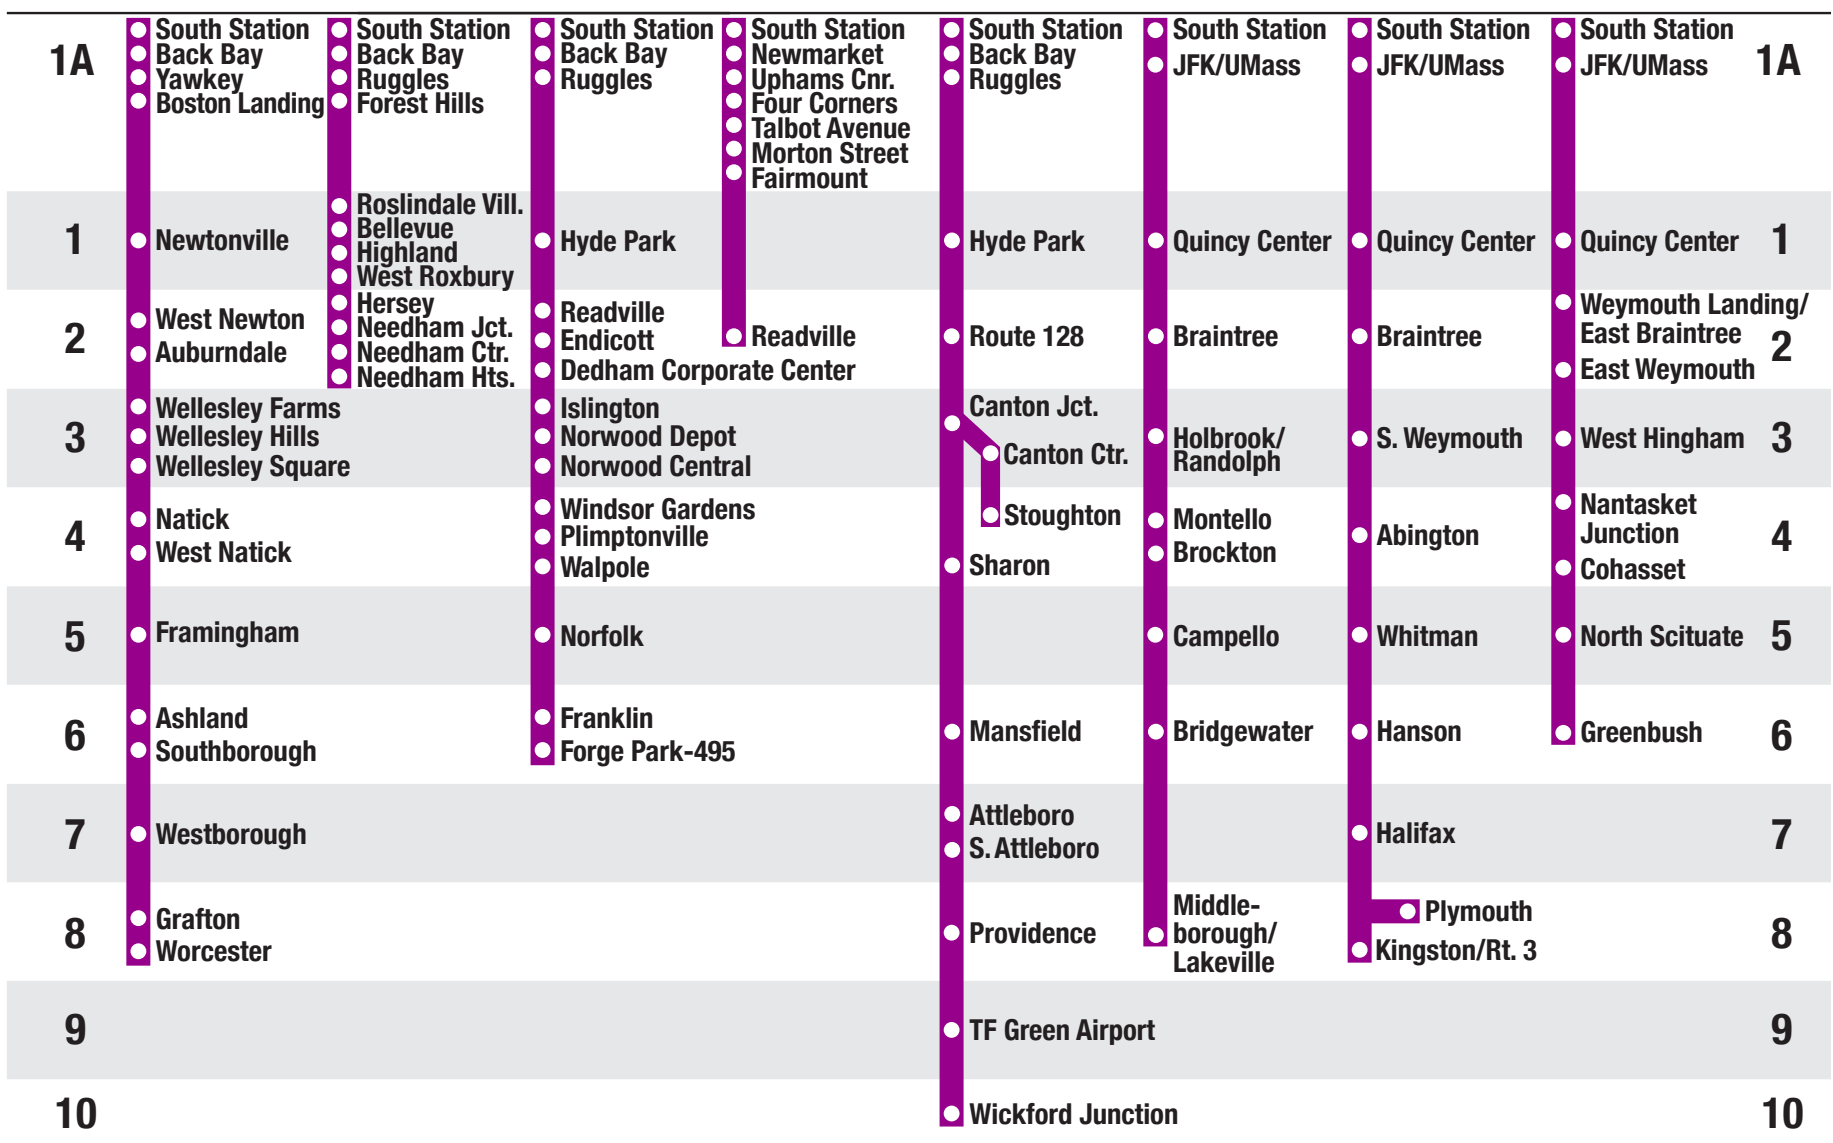 1A
South Station
Back Bay
Yawkey
Boston Landing
South Station
Back Bay
Ruggles
Forest Hills
South Station
Back Bay
Ruggles
South Station
Newmarket
Uphams Cnr.
Four Corners
Talbot Avenue
Morton Street
Fairmount
South Station
Back Bay
Ruggles
South Station
JFK/UMass
South Station
JFK/UMass
South Station
JFK/UMass
1A
1
Newtonville
Roslindale Vill.
Bellevue
Highland
West Roxbury
Hyde Park
Hyde Park
Quincy Center
Quincy Center
Quincy Center
1
2
West Newton
Auburndale
Hersey
Needham Jct.
Needham Ctr.
Needham Hts.
Readville
Endicott
Dedham Corporate Center
Readville
Route 128
Braintree
Braintree
Weymouth Landing/
East Braintree
East Weymouth
2
3
Wellesley Farms
Wellesley Hills
Wellesley Square
Islington
Norwood Depot
Norwood Central
Canton Jct.
Canton Ctr.
Holbrook/
Randolph
S. Weymouth
West Hingham
3
4
Natick
West Natick
Windsor Gardens
Plimptonville
Walpole
Stoughton
Sharon
Montello
Brockton
Abington
Nantasket
Junction
Cohasset
4
5
Framingham
Norfolk
Campello
Whitman
North Scituate
5
6
Ashland
Southborough
Franklin
Forge Park-495
Mansfield
Bridgewater
Hanson
Greenbush
6
7
Westborough
Attleboro
S. Attleboro
Halifax
7
8
Grafton
Worcester
Providence
Middle-
borough/
Lakeville
Plymouth
Kingston/Rt. 3
8
9
TF Green Airport
9
10
Wickford Junction
10